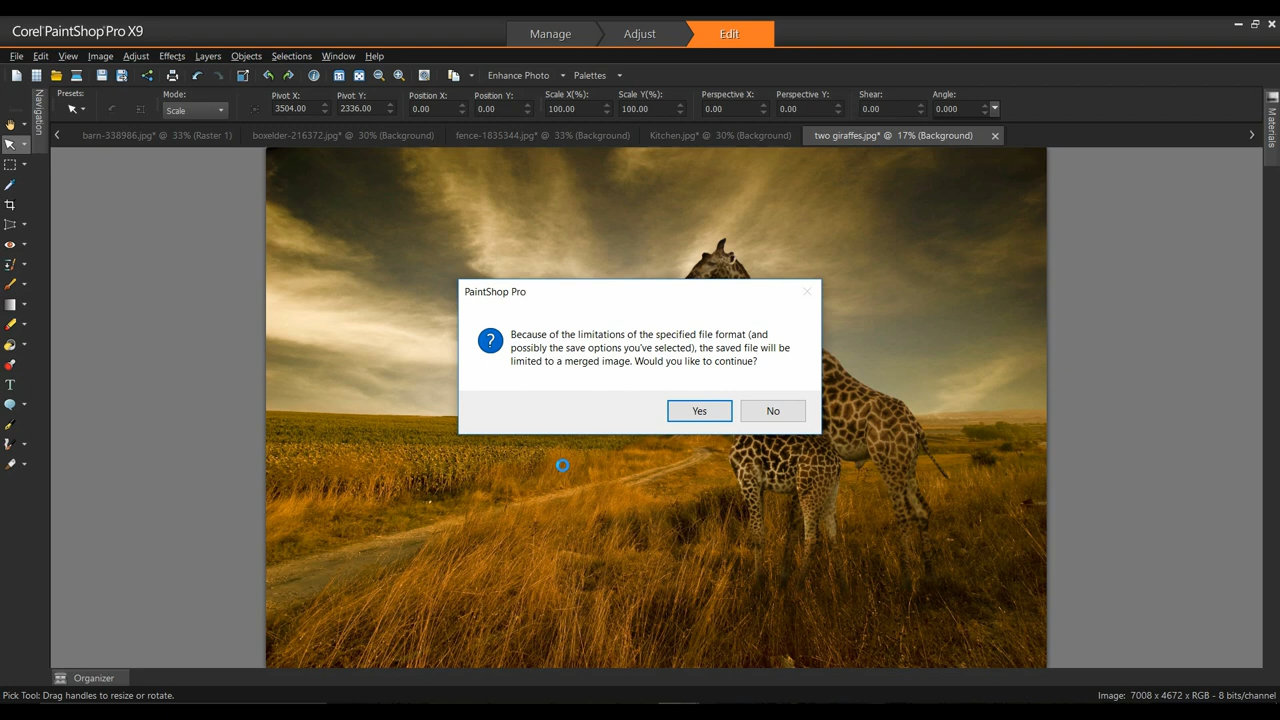 Corel PaintShop Pro X9
Manage
Adjust
Edit
File Edit View Image Adjust Effects Layers Objects Selections Window Help
Enhance Photo
Palettes
Presets:
Mode:
Scale
Pivot X:
3504.00
Pivot Y:
2336.00
Position X:
0.00
Position Y:
0.00
Scale X(%):
100.00
Scale Y(%):
100.00
Perspective X:
0.00
Perspective Y:
0.00
Shear:
0.00
Angle:
0.000
Navigation
Materials
barn-338986.jpg* @ 33% (Raster 1)
boxelder-216372.jpg* @ 30% (Background)
fence-1835344.jpg* @ 33% (Background)
Kitchen.jpg* @ 30% (Background)
two giraffes.jpg* @ 17% (Background)
PaintShop Pro
Because of the limitations of the specified file format (and
possibly the save options you've selected), the saved file will be
limited to a merged image. Would you like to continue?
Yes
No
Organizer
Pick Tool: Drag handles to resize or rotate.
Image: 7008 x 4672 x RGB - 8 bits/channel